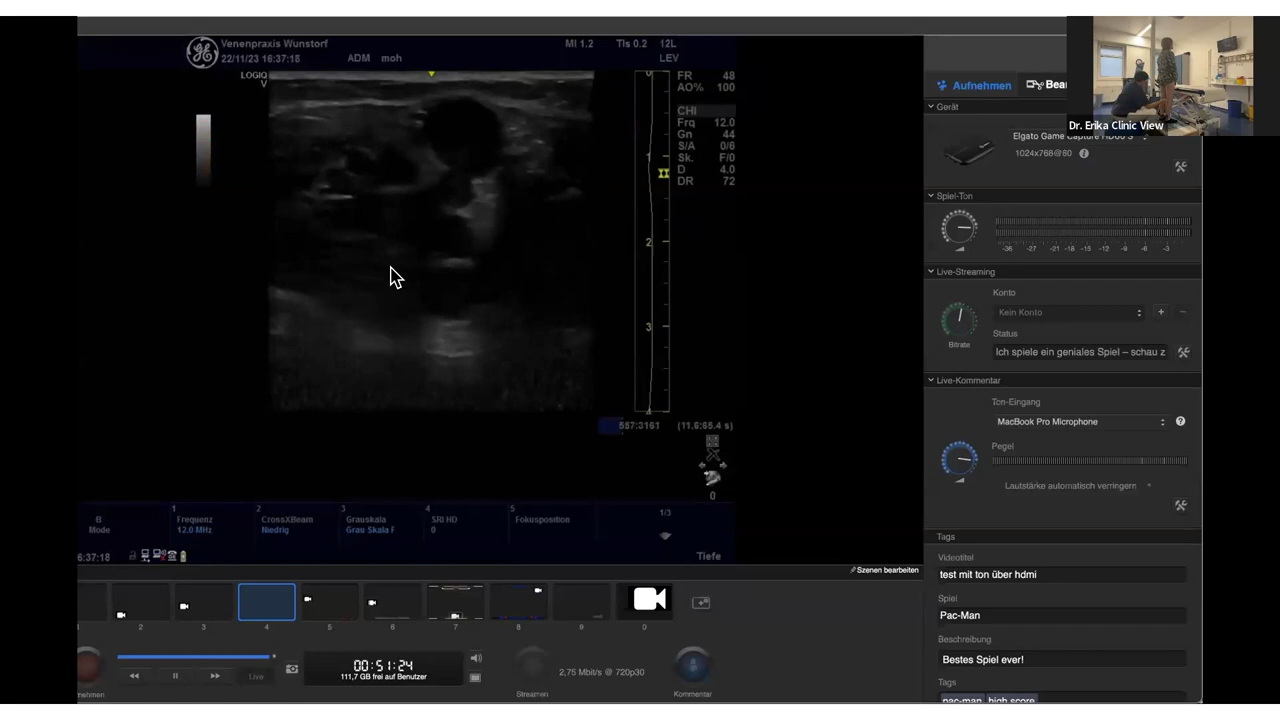 Venenpraxis Wunstorf
22/11/23 16:37:18 ADM moh
MI 1.2 TIs 0.2 12L
LEV
LOGIQ
V
FR 48
AO% 100
CHI
Frq 12.0
Gn 44
S/A 0/6
Sk. F/0
D 4.0
DR 72
0
1
2
3
4
557:3161 (11.6:65.4 s)
0
B
Mode
1
Frequenz
12.0 MHz
2
CrossXBeam
Niedrig
3
Grauskala
Grau Skala F
4
SRI HD
0
5
Fokusposition
1/3
Tiefe
6:37:18
Szenen bearbeiten
1 2 3 4 5 6 7 8 9 0
Live
00:51:24
111,7 GB frei auf Benutzer
2,75 Mbit/s @ 720p30
nehmen
Streamen
Kommentar
Aufnehmen
Bear
Dr. Erika Clinic View
Gerät
Elgato Game Capture HD60 S
1024x768@60
Spiel-Ton
-36 -27 -21 -18 -15 -12 -9 -6 -3
Live-Streaming
Konto
Kein Konto
Status
Ich spiele ein geniales Spiel – schau z
Bitrate
Live-Kommentar
Ton-Eingang
MacBook Pro Microphone
Pegel
Lautstärke automatisch verringern
Tags
Videotitel
test mit ton über hdmi
Spiel
Pac-Man
Beschreibung
Bestes Spiel ever!
Tags
pac-man high score